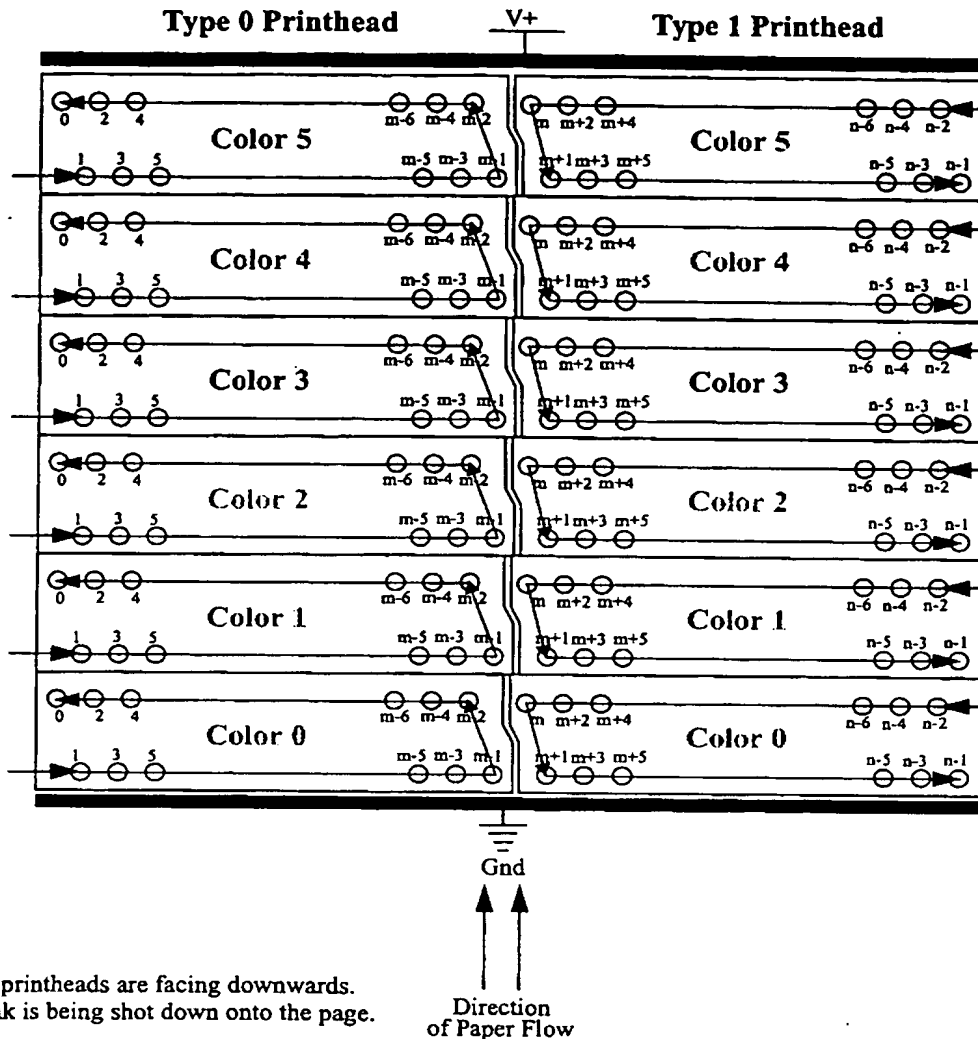 Type 0 Printhead V+ Type 1 Printhead
0 2 4 m-6 m-4 m-2 m m+2 m+4 n-6 n-4 n-2
Color 5 Color 5
1 3 5 m-5 m-3 m-1 m+1 m+3 m+5 n-5 n-3 n-1
0 2 4 m-6 m-4 m-2 m m+2 m+4 n-6 n-4 n-2
Color 4 Color 4
1 3 5 m-5 m-3 m-1 m+1 m+3 m+5 n-5 n-3 n-1
0 2 4 m-6 m-4 m-2 m m+2 m+4 n-6 n-4 n-2
Color 3 Color 3
1 3 5 m-5 m-3 m-1 m+1 m+3 m+5 n-5 n-3 n-1
0 2 4 m-6 m-4 m-2 m m+2 m+4 n-6 n-4 n-2
Color 2 Color 2
1 3 5 m-5 m-3 m-1 m+1 m+3 m+5 n-5 n-3 n-1
0 2 4 m-6 m-4 m-2 m m+2 m+4 n-6 n-4 n-2
Color 1 Color 1
1 3 5 m-5 m-3 m-1 m+1 m+3 m+5 n-5 n-3 n-1
0 2 4 m-6 m-4 m-2 m m+2 m+4 n-6 n-4 n-2
Color 0 Color 0
1 3 5 m-5 m-3 m-1 m+1 m+3 m+5 n-5 n-3 n-1
Gnd
printheads are facing downwards.
is being shot down onto the page.
Direction
of Paper Flow